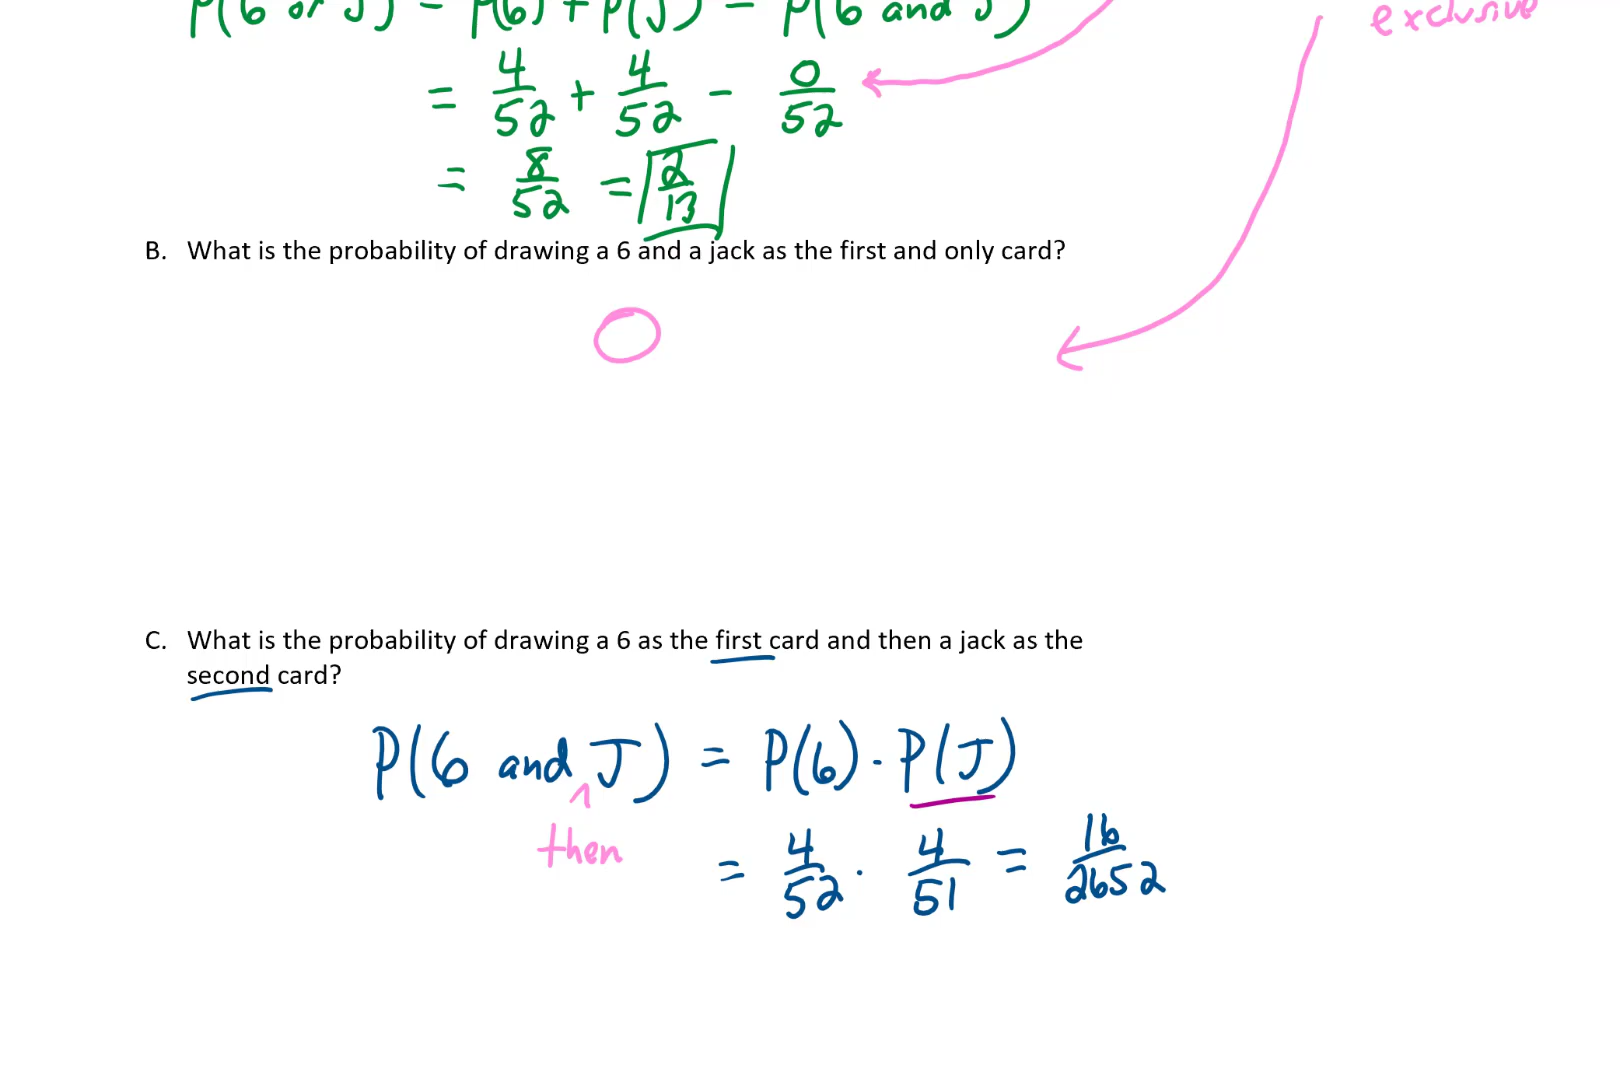 P(6 or J) = P(6) + P(J) - P(6 and J)
exclusive
= 4/52 + 4/52 - 0/52
= 8/52 = 2/13
B. What is the probability of drawing a 6 and a jack as the first and only card?
0
C. What is the probability of drawing a 6 as the first card and then a jack as the
second card?
P(6 and ^ J) = P(6) · P(J)
then
= 4/52 · 4/51 = 16/2652